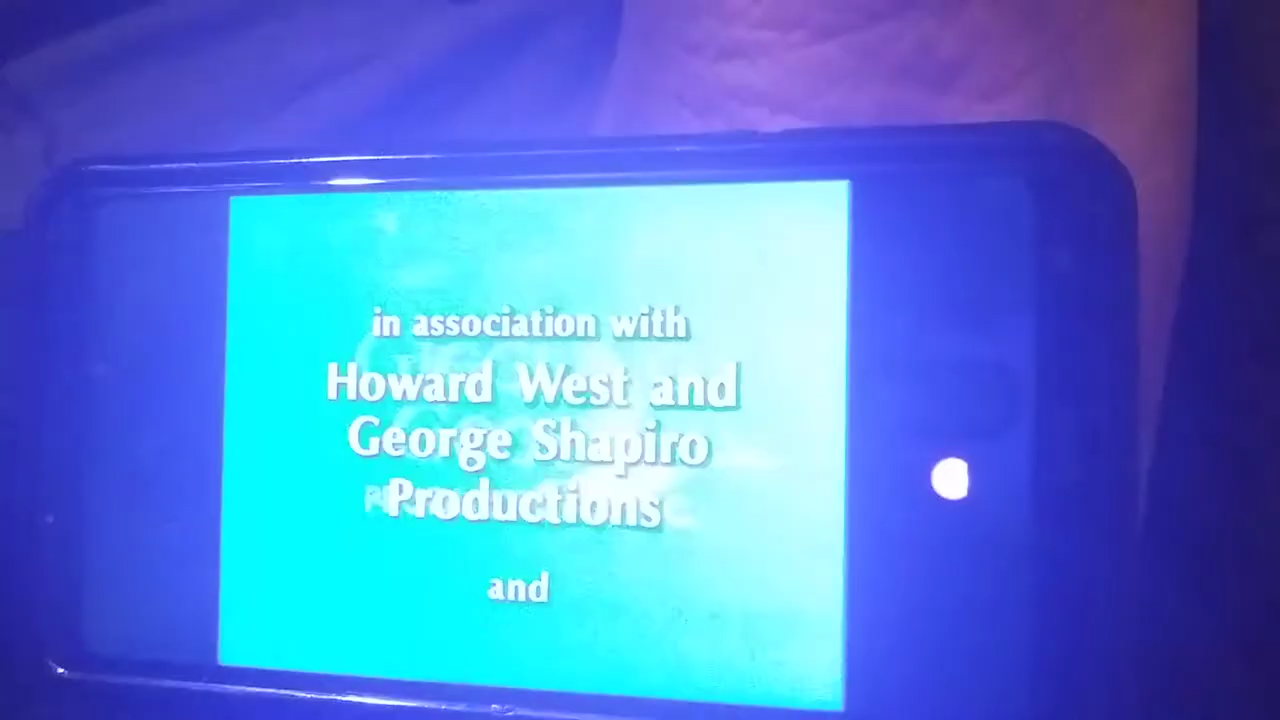 in association with
Howard West and
George Shapiro
Productions
and